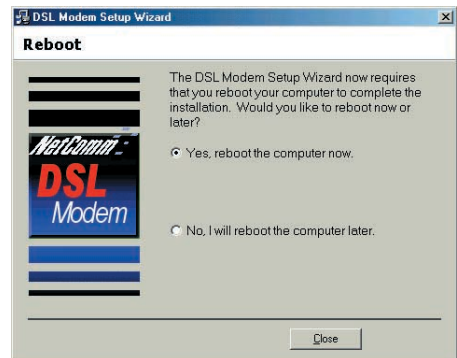 DSL Modem Setup Wizard
Reboot
The DSL Modem Setup Wizard now requires
that you reboot your computer to complete the
installation. Would you like to reboot now or
later?
NetComm
DSL
Modem
Yes, reboot the computer now.
No, I will reboot the computer later.
Close